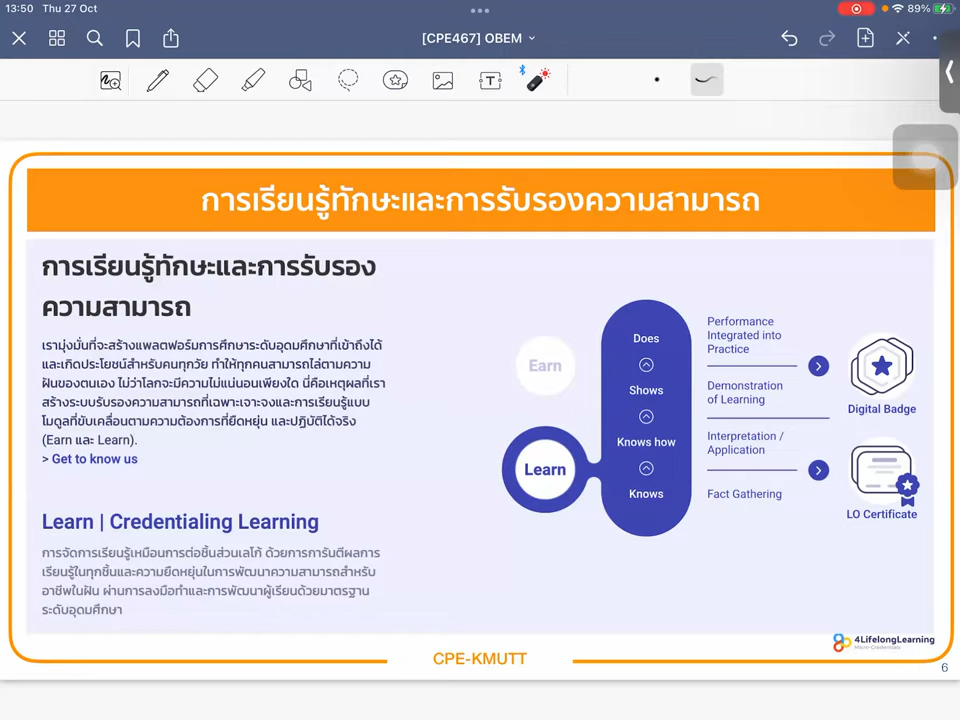 13:50 Thu 27 Oct
89%
[CPE467] OBEM
T
การเรียนรู้ทักษะและการรับรองความสามารถ
การเรียนรู้ทักษะและการรับรอง
ความสามารถ
เรามุ่งมั่นที่จะสร้างแพลตฟอร์มการศึกษาระดับอุดมศึกษาที่เข้าถึงได้
และเกิดประโยชน์สำหรับคนทุกวัย ทำให้ทุกคนสามารถไล่ตามความ
ฝันของตนเอง ไม่ว่าโลกจะมีความไม่แน่นอนเพียงใด นี่คือเหตุผลที่เรา
สร้างระบบรับรองความสามารถที่เฉพาะเจาะจงและการเรียนรู้แบบ
โมดูลที่ขับเคลื่อนตามความต้องการที่ยืดหยุ่น และปฏิบัติได้จริง
(Earn และ Learn).
> Get to know us
Learn | Credentialing Learning
การจัดการเรียนรู้เหมือนการต่อชิ้นส่วนเลโก้ ด้วยการการันตีผลการ
เรียนรู้ในทุกชิ้นและความยืดหยุ่นในการพัฒนาความสามารถสำหรับ
อาชีพในฝัน ผ่านการลงมือทำและการพัฒนาผู้เรียนด้วยมาตรฐาน
ระดับอุดมศึกษา
Earn
Learn
Does
Shows
Knows how
Knows
Performance
Integrated into
Practice
Demonstration
of Learning
Interpretation /
Application
Fact Gathering
Digital Badge
LO Certificate
4LifelongLearning
Micro-Credentials
CPE-KMUTT
6